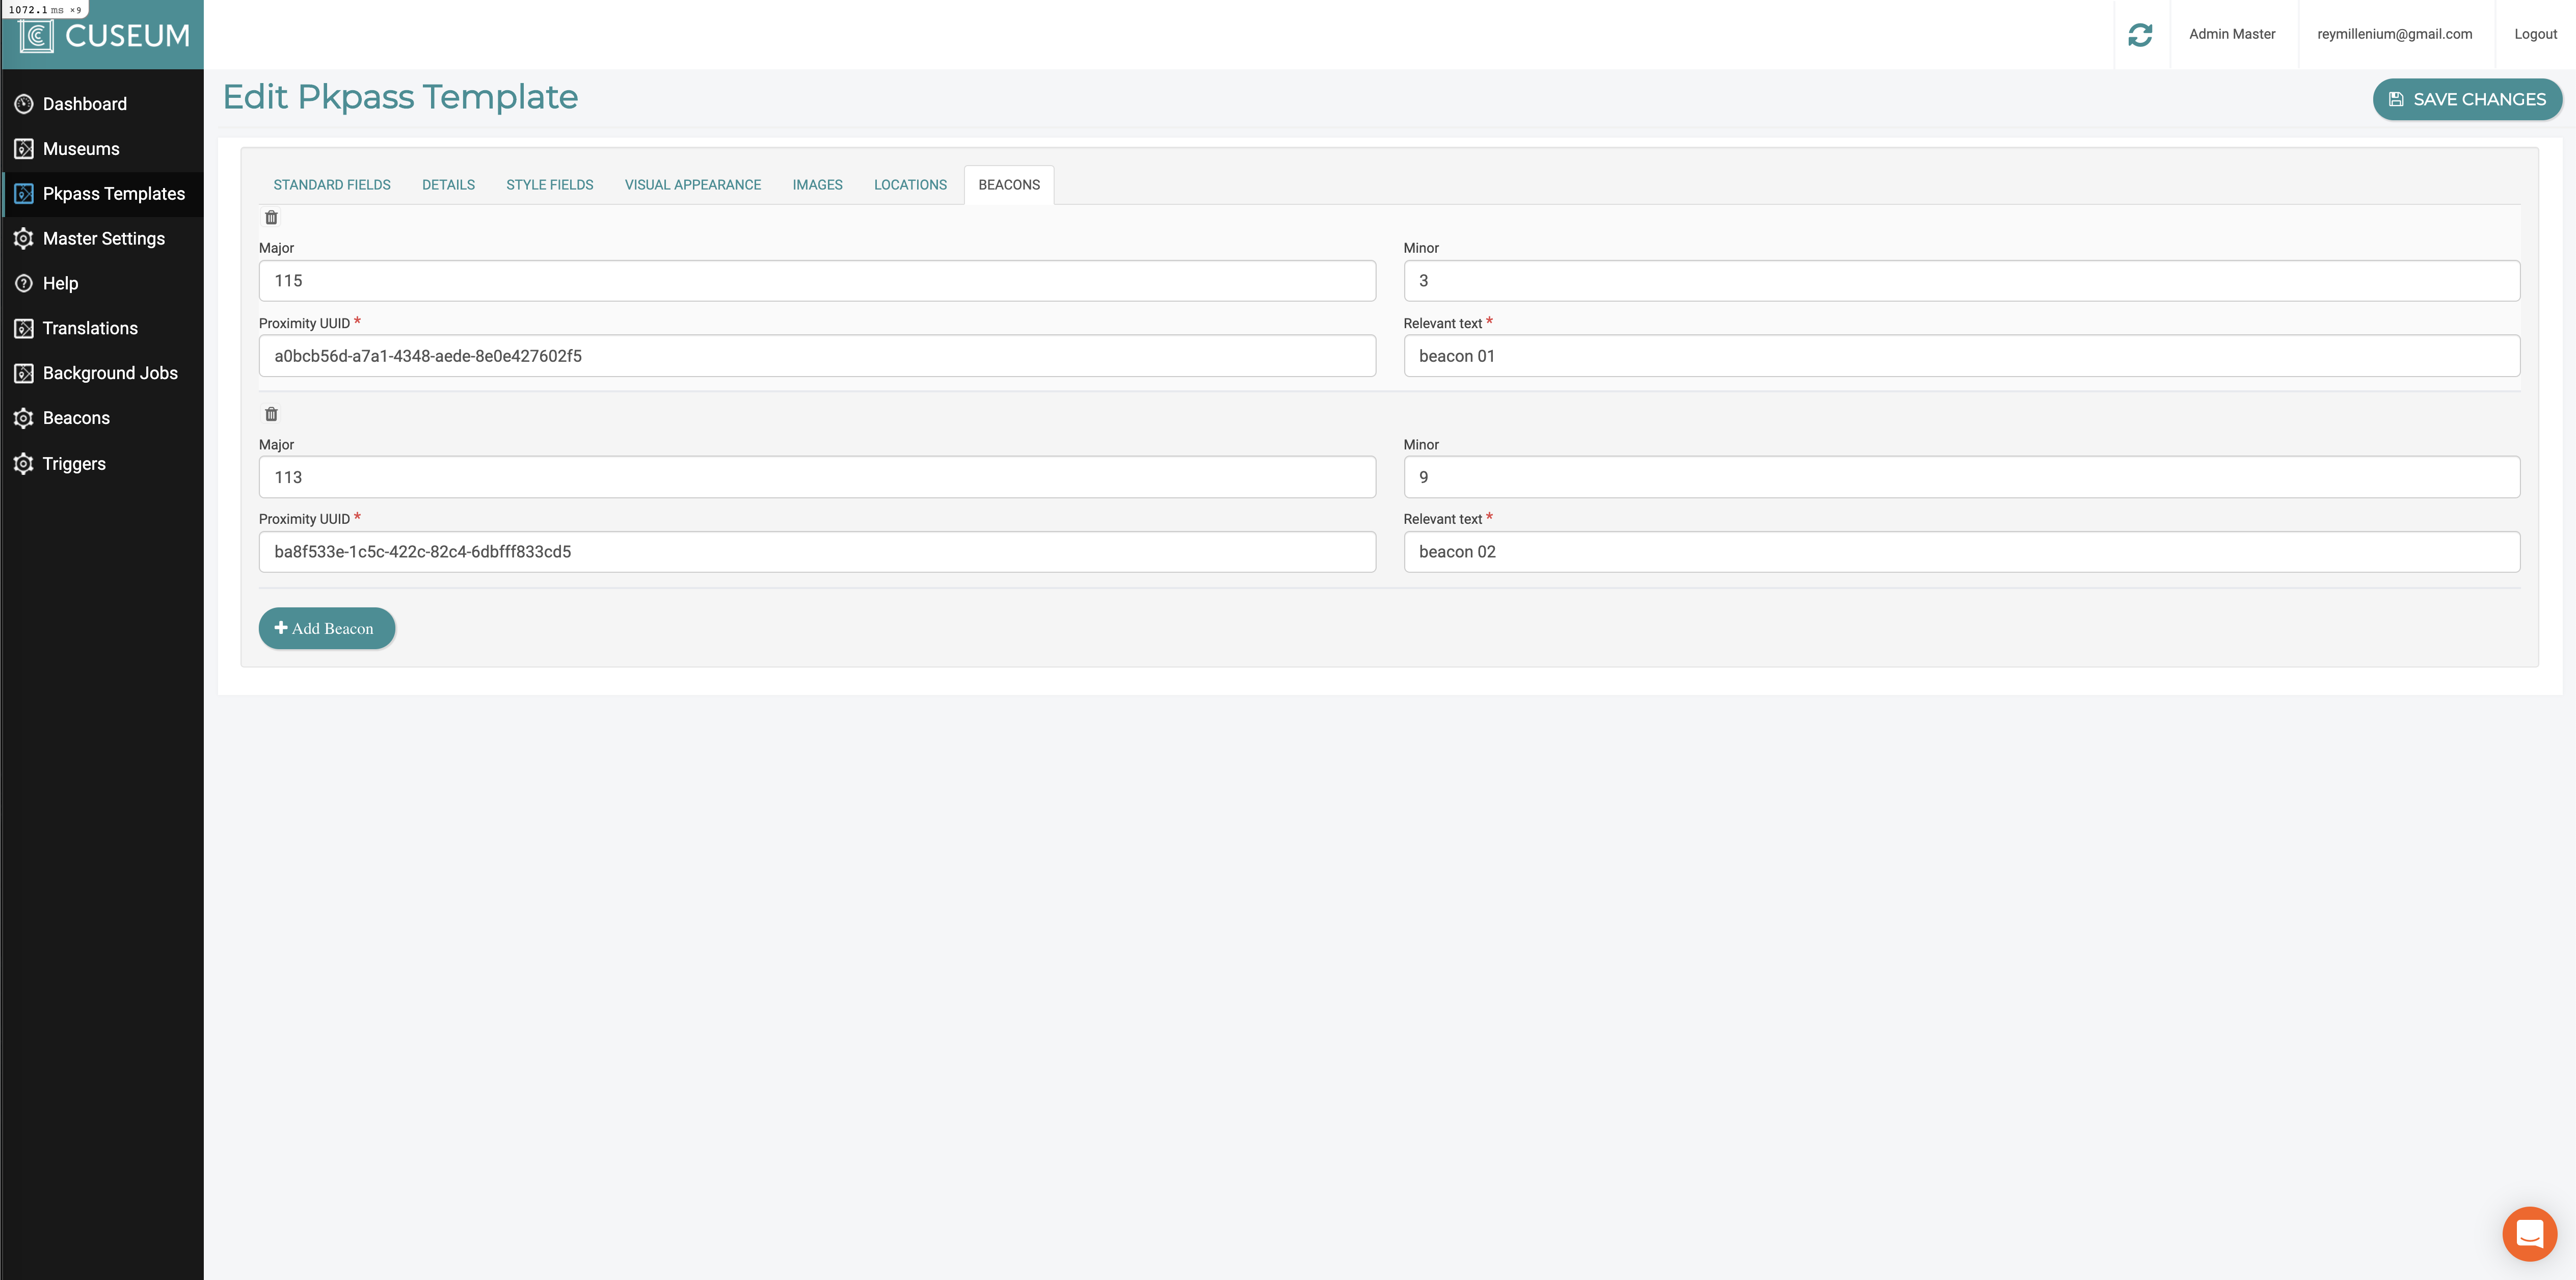 1072.1 ms ×9
CUSEUM
Admin Master
reymillenium@gmail.com
Logout
Dashboard
Museums
Pkpass Templates
Master Settings
Help
Translations
Background Jobs
Beacons
Triggers
Edit Pkpass Template
SAVE CHANGES
STANDARD FIELDS DETAILS STYLE FIELDS VISUAL APPEARANCE IMAGES LOCATIONS BEACONS
Major Minor
115 3
Proximity UUID * Relevant text *
a0bcb56d-a7a1-4348-aede-8e0e427602f5 beacon 01
Major Minor
113 9
Proximity UUID * Relevant text *
ba8f533e-1c5c-422c-82c4-6dbfff833cd5 beacon 02
Add Beacon